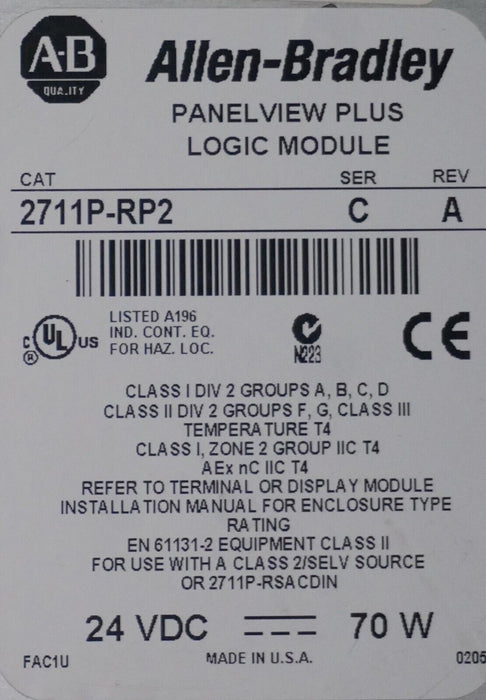 A-B
QUALITY
Allen-Bradley
PANELVIEW PLUS
LOGIC MODULE
CAT SER REV
2711P-RP2 C A
LISTED A196
IND. CONT. EQ.
FOR HAZ. LOC.
C UL US
®
N223
CE
CLASS I DIV 2 GROUPS A, B, C, D
CLASS II DIV 2 GROUPS F, G, CLASS III
TEMPERATURE T4
CLASS I, ZONE 2 GROUP IIC T4
AEx nC IIC T4
REFER TO TERMINAL OR DISPLAY MODULE
INSTALLATION MANUAL FOR ENCLOSURE TYPE
RATING
EN 61131-2 EQUIPMENT CLASS II
FOR USE WITH A CLASS 2/SELV SOURCE
OR 2711P-RSACDIN
24 VDC 70 W
FAC1U MADE IN U.S.A. 0205